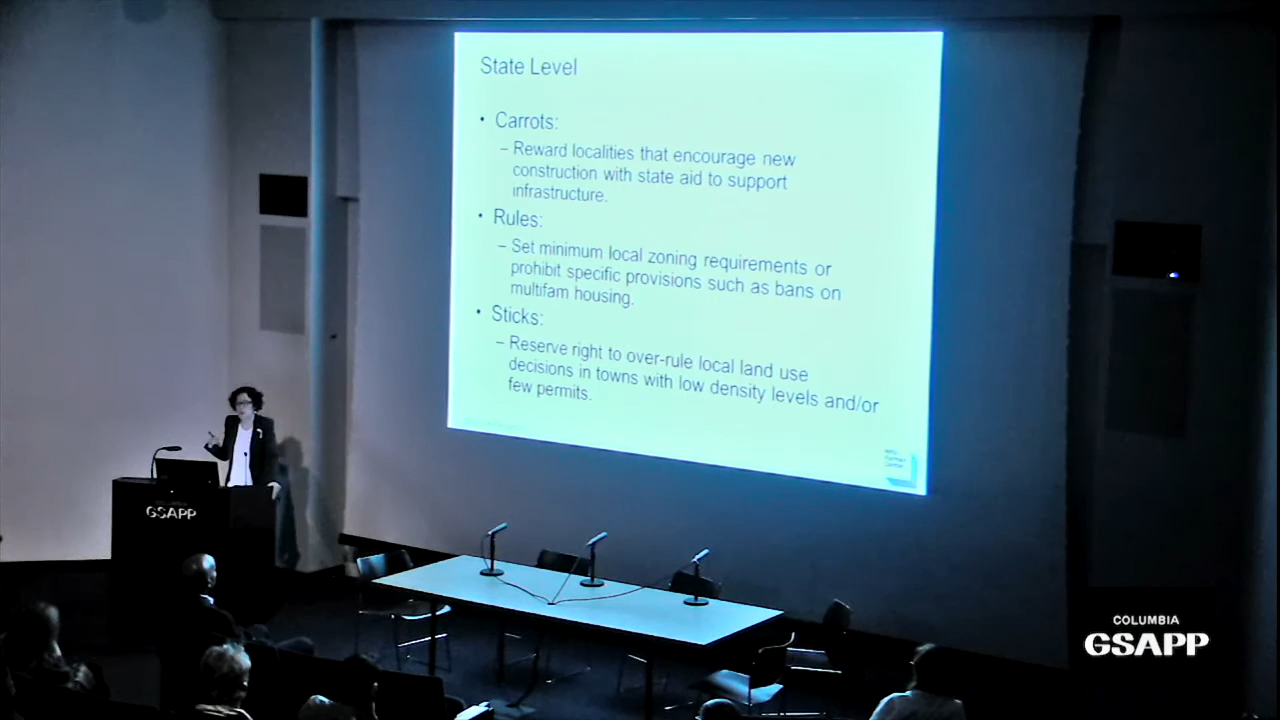 State Level
• Carrots:
– Reward localities that encourage new
construction with state aid to support
infrastructure.
• Rules:
– Set minimum local zoning requirements or
prohibit specific provisions such as bans on
multifam housing.
• Sticks:
– Reserve right to over-rule local land use
decisions in towns with low density levels and/or
few permits.
GSAPP
COLUMBIA
GSAPP